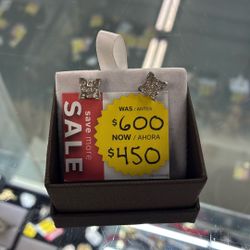 SALE
save more
WAS / ANTES
$600
NOW / AHORA
$450